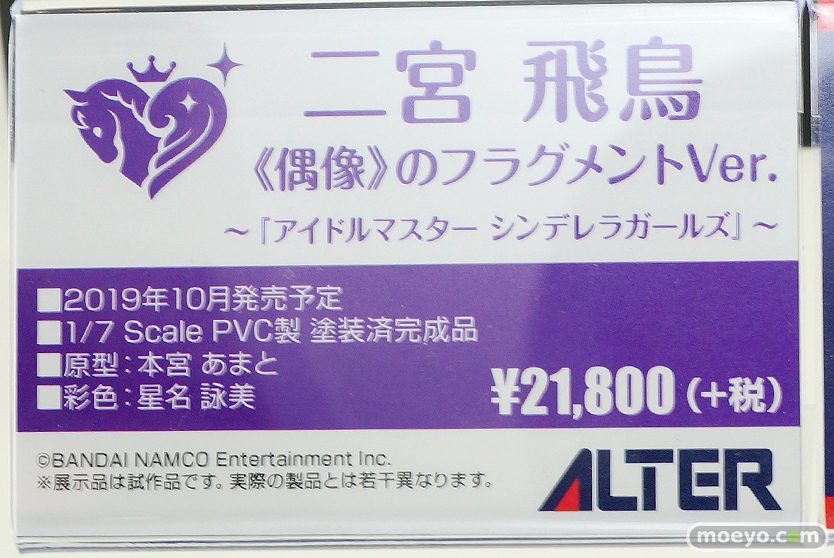 二宮 飛鳥
《偶像》のフラグメントVer.
～『アイドルマスター シンデレラガールズ』～
■2019年10月発売予定
■1/7 Scale PVC製 塗装済完成品
■原型：本宮 あまと
■彩色：星名 詠美
¥21,800（+税）
©BANDAI NAMCO Entertainment Inc.
※展示品は試作品です。実際の製品とは若干異なります。
ALTER
moeyo.com